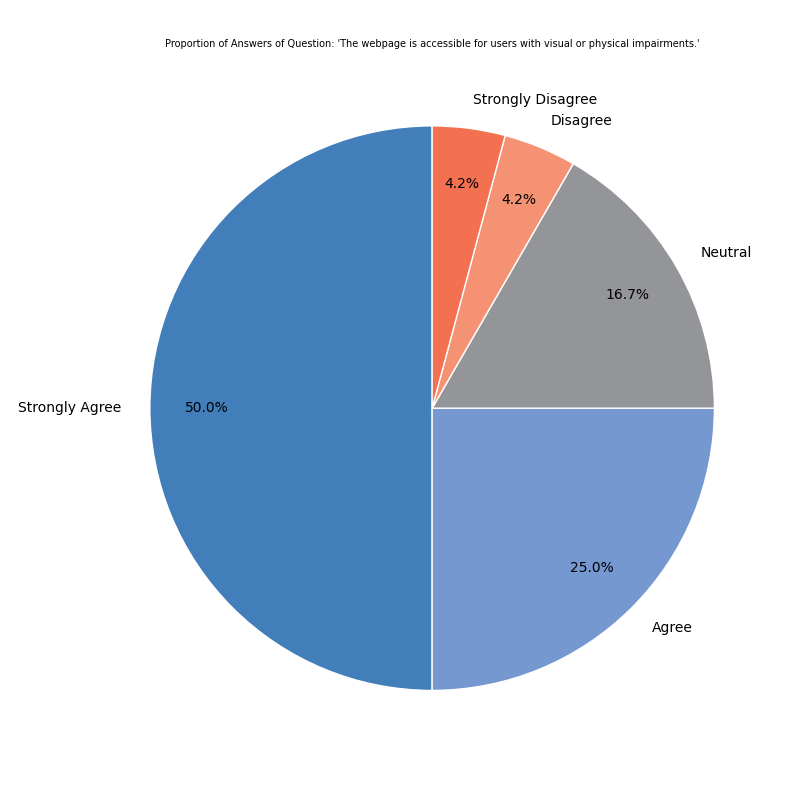 Proportion of Answers of Question: 'The webpage is accessible for users with visual or physical impairments.'
Strongly Disagree
Disagree
4.2%
4.2%
Neutral
16.7%
Strongly Agree
50.0%
25.0%
Agree